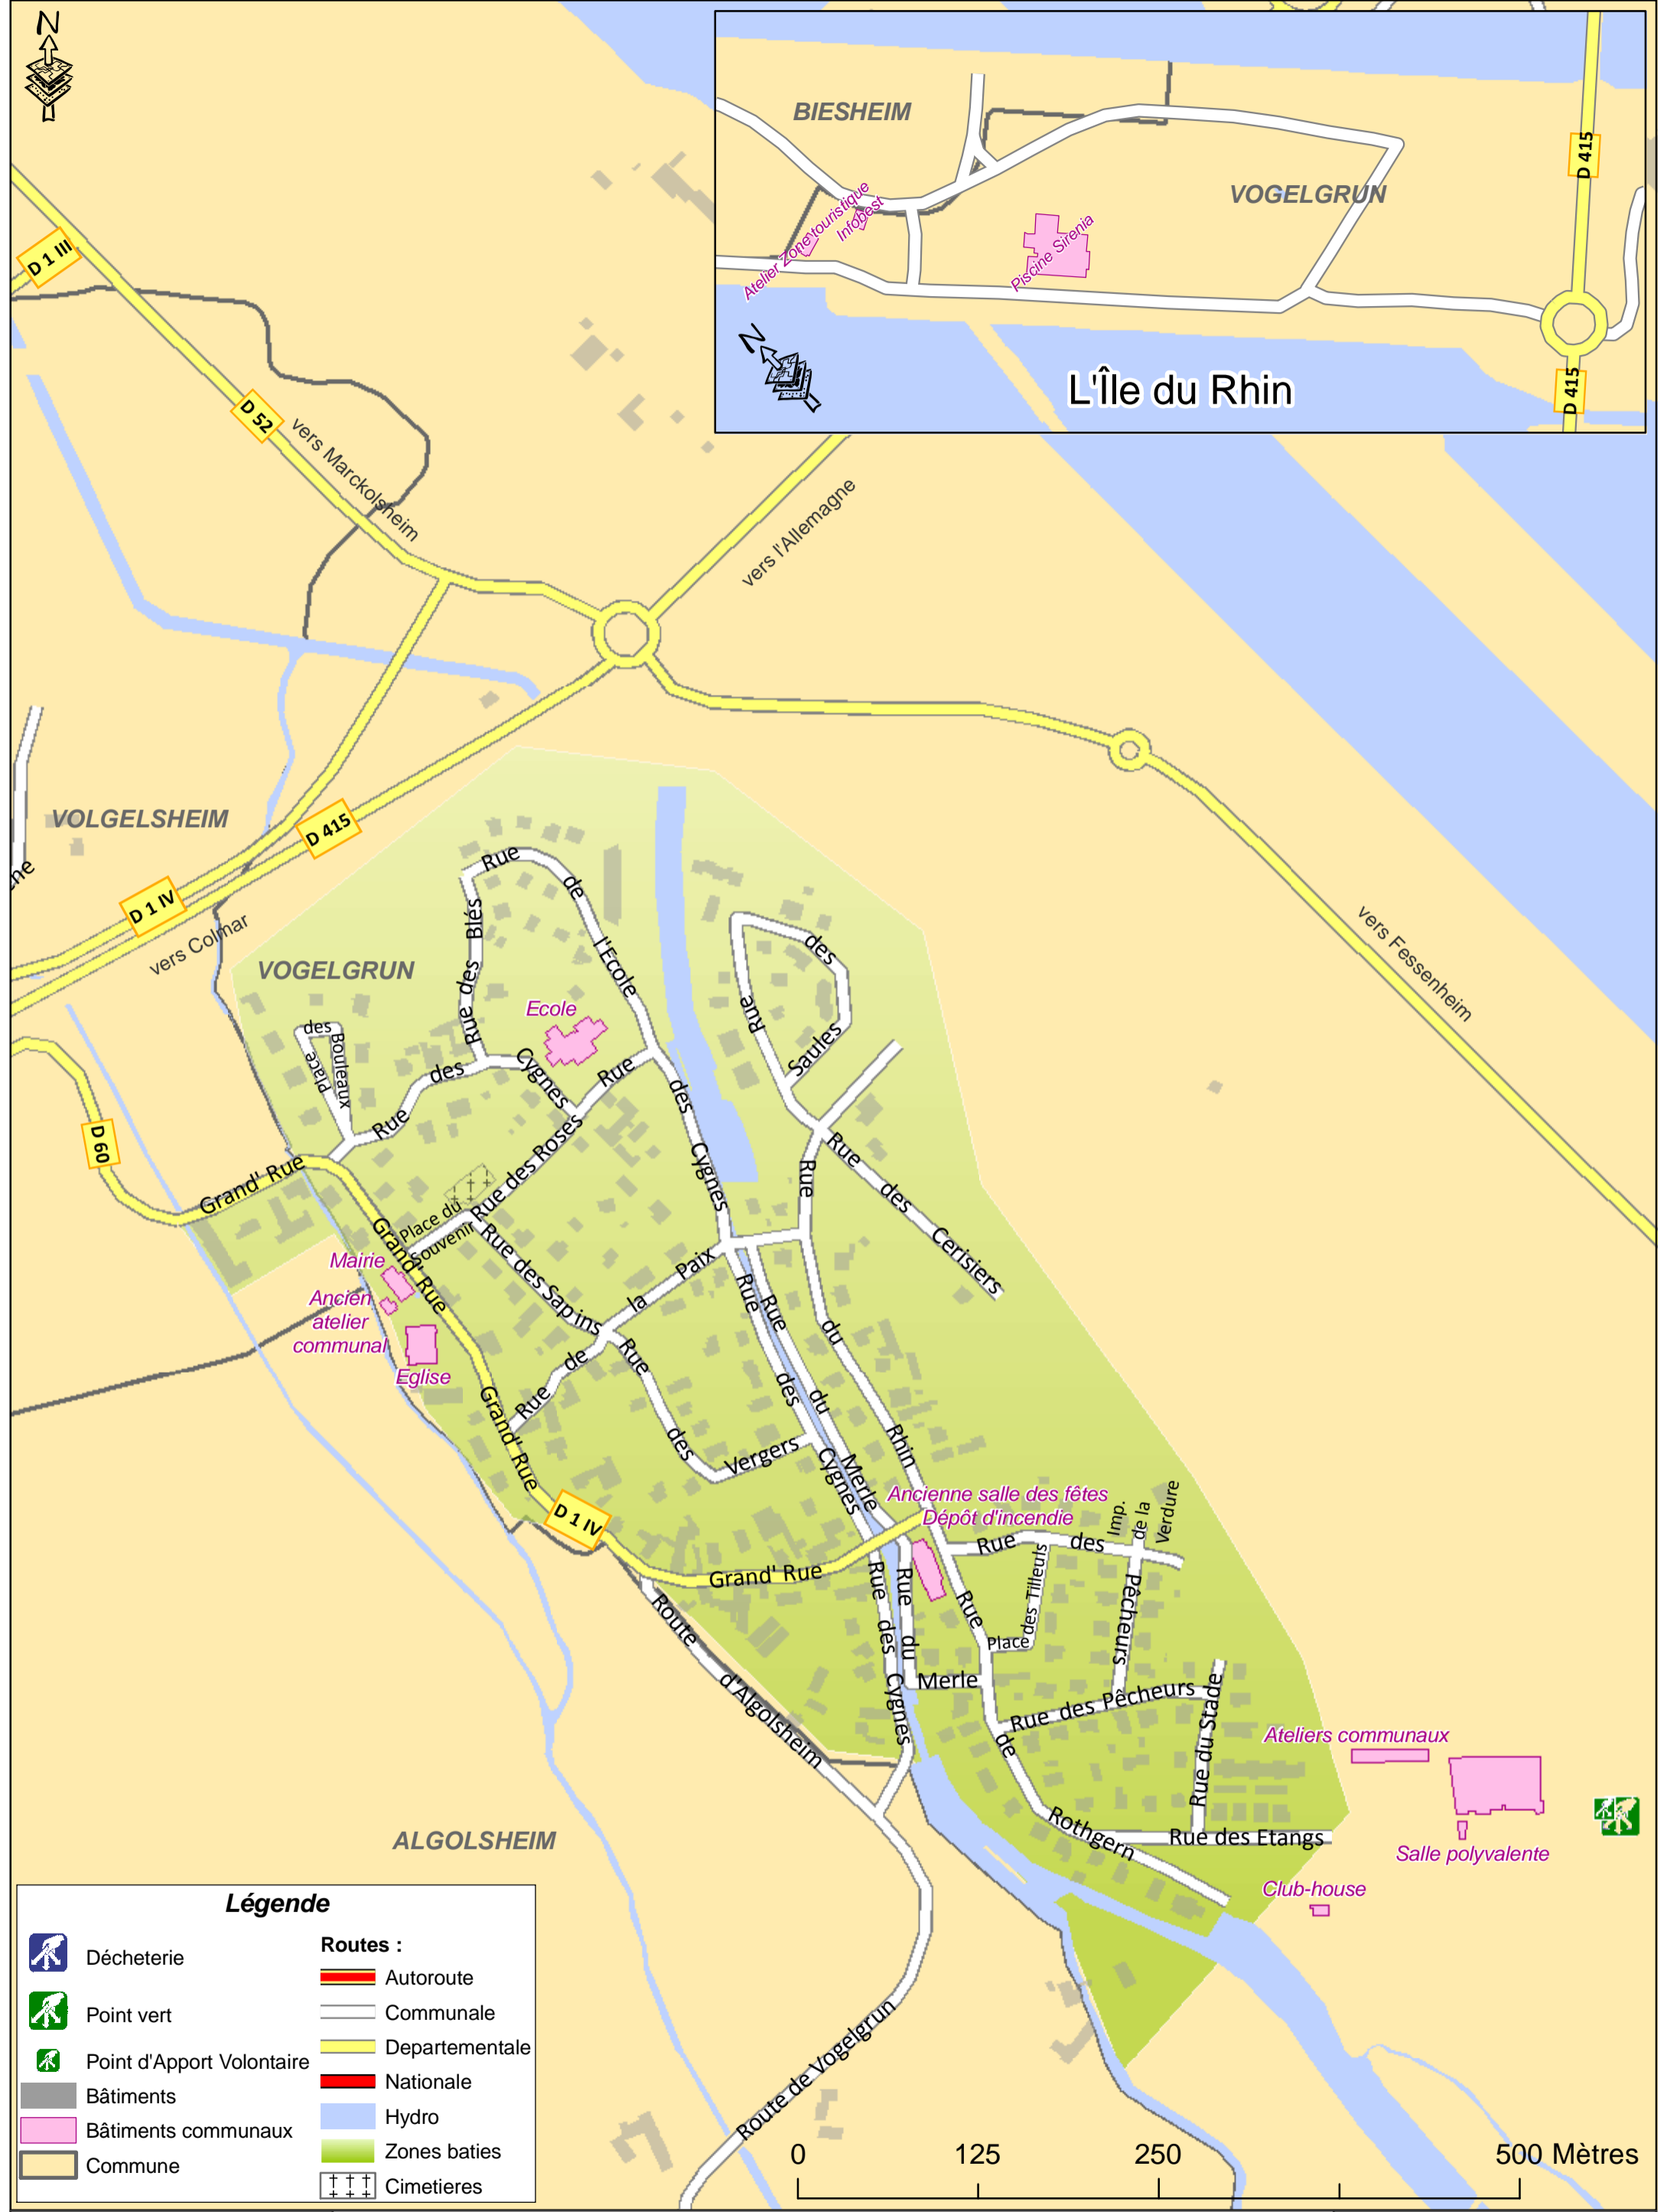 N
BIESHEIM
VOGELGRUN
D 415
Atelier Zone touristique
Infobest
Piscine Sirenia
N
L'Île du Rhin
D 415
D 1 III
D 52
vers Marckolsheim
vers l'Allemagne
VOLGELSHEIM
D 415
D 1 IV
vers Colmar
vers Fessenheim
VOGELGRUN
Rue de l'Ecole
Rue des Blés
Ecole
Rue des Saules
Place des Bouleaux
Rue des Cygnes
Rue des Roses
Rue
D 60
Grand' Rue
Place du
Souvenir
Rue des Cerisiers
des Cygnes
Grand' Rue
Mairie
Ancien
atelier
communal
Eglise
Rue des Sapins
Rue de la Paix
Rue des Vergers
Rue des Cygnes
Rue du Merle
Rue du Rhin
Grand' Rue
D 1 IV
Grand' Rue
Ancienne salle des fêtes
Dépôt d'incendie
Imp.
de la
Verdure
Rue des Pêcheurs
Place des Tilleuls
Rue des Cygnes
Rue du Merle
Route d'Algolsheim
Rue des Pêcheurs
Rue du Stade
Rue de Rothgern
Rue des Etangs
Ateliers communaux
Salle polyvalente
Club-house
ALGOLSHEIM
Route de Vogelgrun
Légende
Décheterie
Point vert
Point d'Apport Volontaire
Bâtiments
Bâtiments communaux
Commune
Routes :
Autoroute
Communale
Departementale
Nationale
Hydro
Zones baties
Cimetieres
0 125 250 500 Mètres